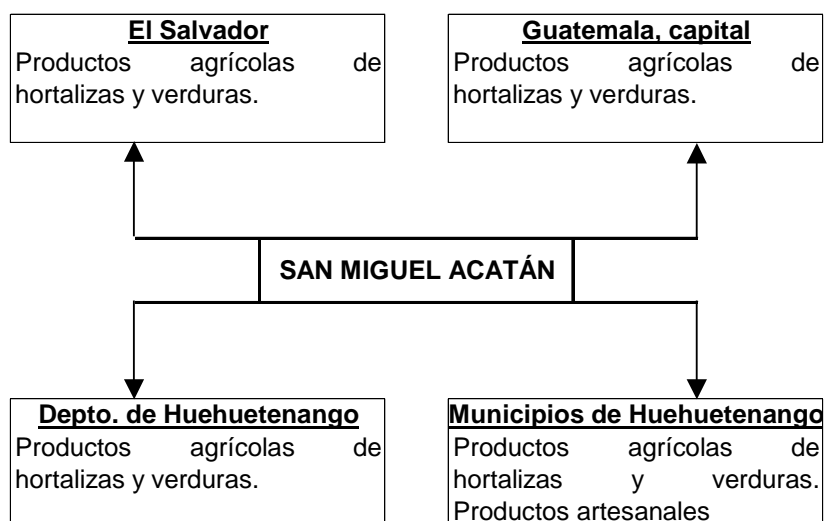 El Salvador
Productos agrícolas de
hortalizas y verduras.
Guatemala, capital
Productos agrícolas de
hortalizas y verduras.
SAN MIGUEL ACATÁN
Depto. de Huehuetenango
Productos agrícolas de
hortalizas y verduras.
Municipios de Huehuetenango
Productos agrícolas de
hortalizas y verduras.
Productos artesanales